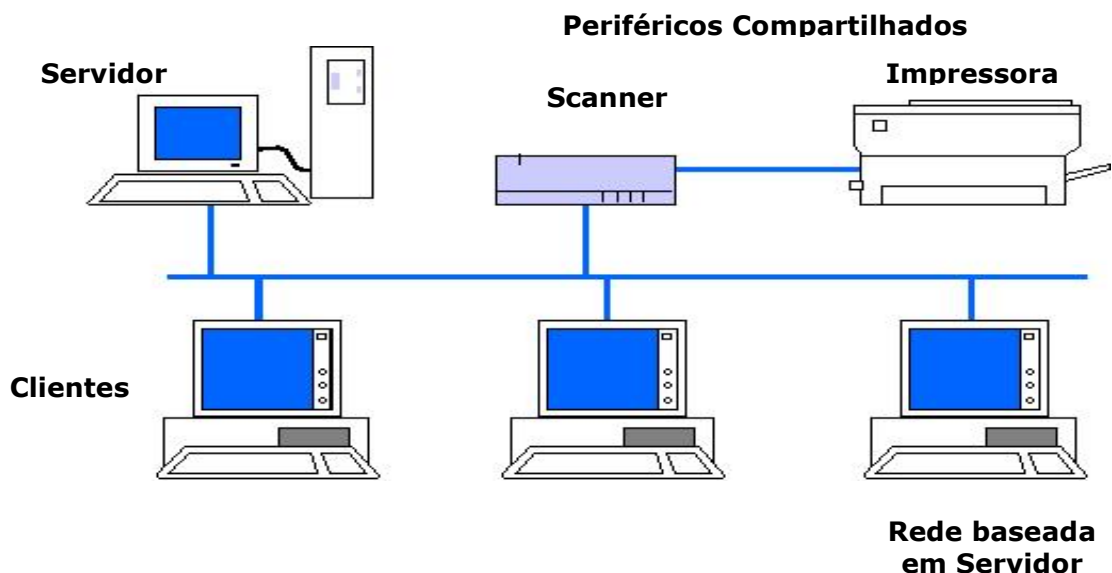 Periféricos Compartilhados
Servidor
Scanner
Impressora
Clientes
Rede baseada
em Servidor